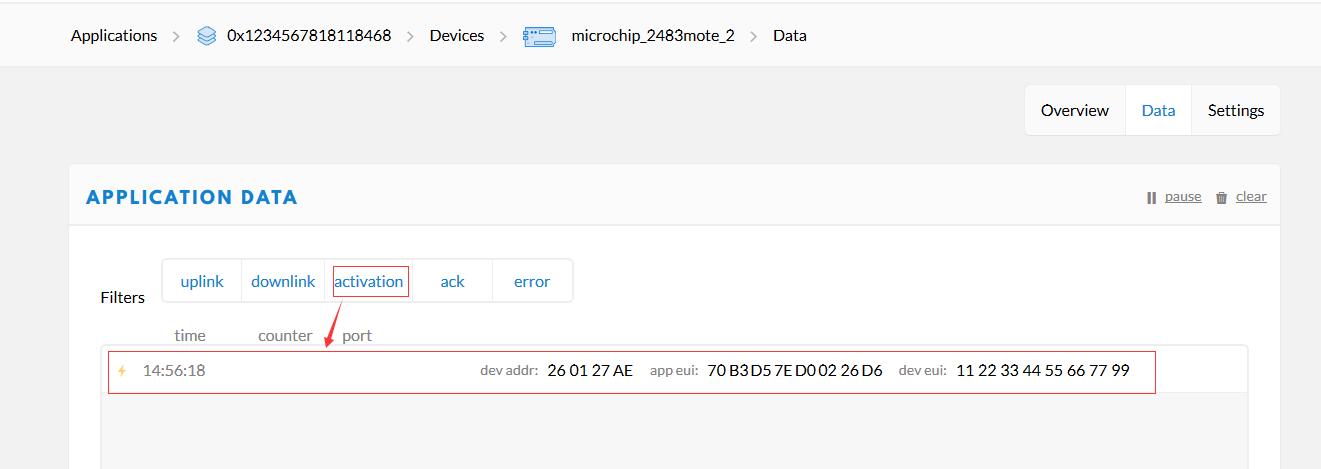 Applications > 0x1234567818118468 > Devices > microchip_2483mote_2 > Data
Overview Data Settings
APPLICATION DATA pause clear
Filters uplink downlink activation ack error
time counter port
14:56:18 dev addr: 26 01 27 AE app eui: 70 B3 D5 7E D0 02 26 D6 dev eui: 11 22 33 44 55 66 77 99